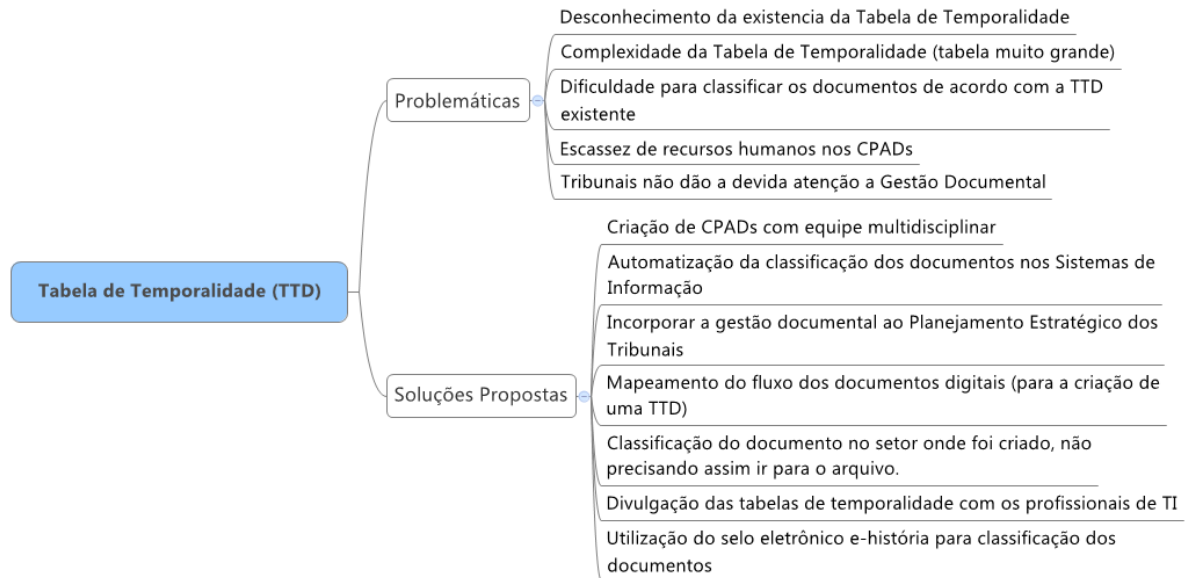 Tabela de Temporalidade (TTD)
Problemáticas
Desconhecimento da existencia da Tabela de Temporalidade
Complexidade da Tabela de Temporalidade (tabela muito grande)
Dificuldade para classificar os documentos de acordo com a TTD
existente
Escassez de recursos humanos nos CPADs
Tribunais não dão a devida atenção a Gestão Documental
Soluções Propostas
Criação de CPADs com equipe multidisciplinar
Automatização da classificação dos documentos nos Sistemas de
Informação
Incorporar a gestão documental ao Planejamento Estratégico dos
Tribunais
Mapeamento do fluxo dos documentos digitais (para a criação de
uma TTD)
Classificação do documento no setor onde foi criado, não
precisando assim ir para o arquivo.
Divulgação das tabelas de temporalidade com os profissionais de TI
Utilização do selo eletrônico e-história para classificação dos
documentos